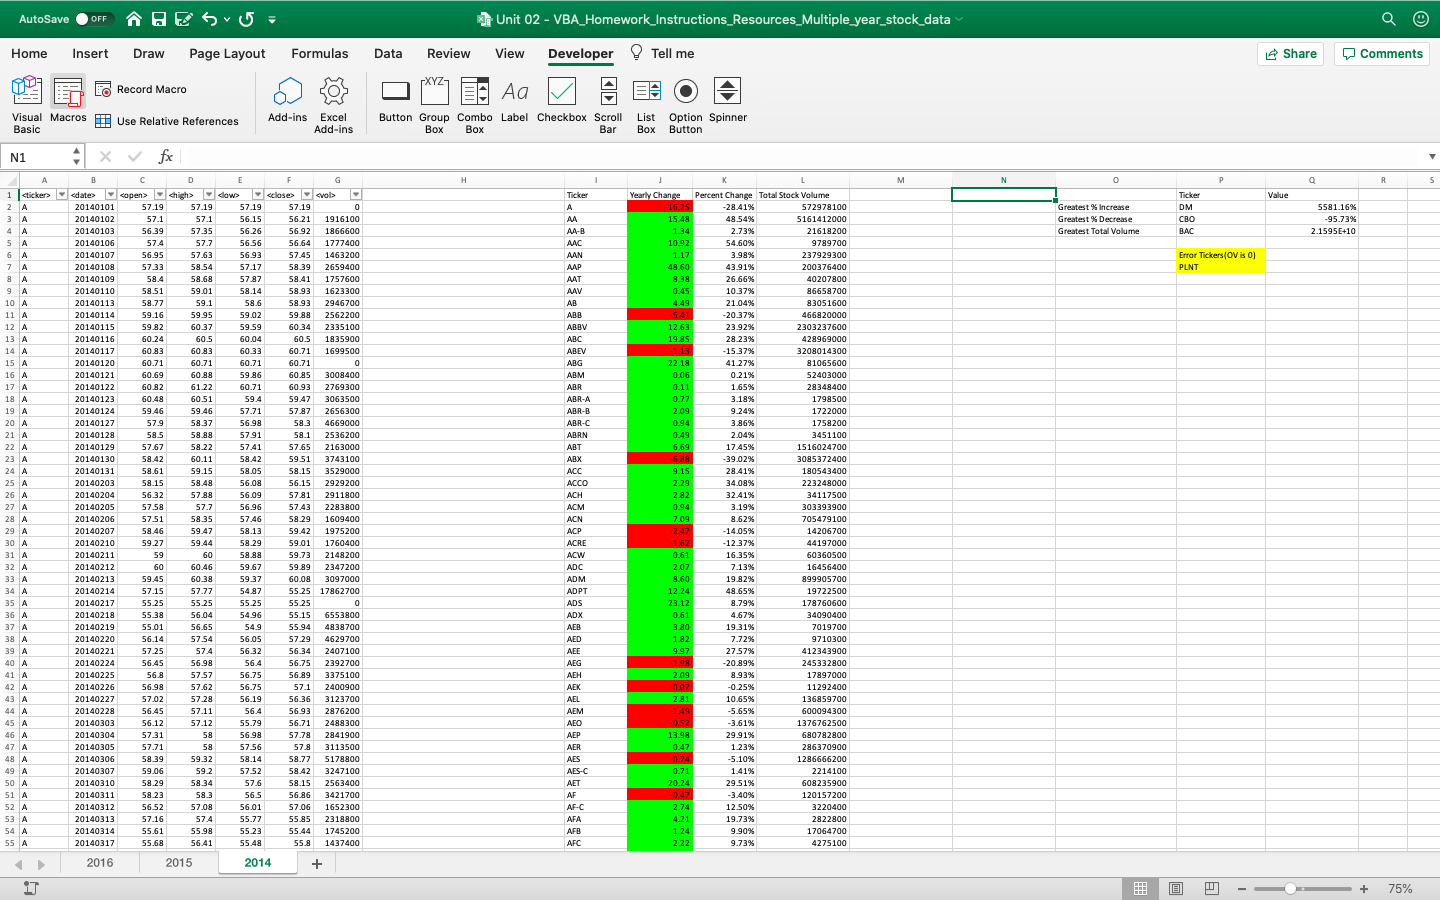 AutoSave OFF Unit 02 - VBA_Homework_Instructions_Resources_Multiple_year_stock_data
Home Insert Draw Page Layout Formulas Data Review View Developer Tell me Share Comments
Visual Basic Macros Record Macro Use Relative References Add-ins Excel Add-ins Button Group Box Combo Box Label Checkbox Scroll Bar List Box Option Button Spinner
N1 fx
A B C D E F G H I J K L M N O P Q R S
1 <ticker> <date> <open> <high> <low> <close> <vol> Ticker Yearly Change Percent Change Total Stock Volume Ticker Value
2 A 20140101 57.19 57.19 57.19 57.19 0 A -16.25 -28.41% 572978100 Greatest % Increase DM 5581.16%
3 A 20140102 57.1 57.1 56.15 56.21 1916100 AA 15.48 48.54% 5161412000 Greatest % Decrease CBO -95.73%
4 A 20140103 56.39 57.35 56.26 56.92 1866600 AA-B 1.34 2.73% 21618200 Greatest Total Volume BAC 2.1595E+10
5 A 20140106 57.4 57.7 56.56 56.64 1777400 AAC 10.92 54.60% 9789700
6 A 20140107 56.95 57.63 56.93 57.45 1463200 AAN 1.17 3.98% 237929300 Error Tickers(OV is 0)
7 A 20140108 57.33 58.54 57.17 58.39 2659400 AAP 48.60 43.91% 200376400 PLNT
8 A 20140109 58.4 58.68 57.87 58.41 1757600 AAT 8.38 26.66% 40207800
9 A 20140110 58.51 59.01 58.14 58.93 1623300 AAV 0.45 10.37% 86658700
10 A 20140113 58.77 59.1 58.6 58.93 2946700 AB 4.49 21.04% 83051600
11 A 20140114 59.16 59.95 59.02 59.88 2562200 ABB -5.41 -20.37% 466820000
12 A 20140115 59.82 60.37 59.59 60.34 2335100 ABBV 12.63 23.92% 2303237600
13 A 20140116 60.24 60.5 60.04 60.5 1835900 ABC 19.85 28.23% 428969000
14 A 20140117 60.83 60.83 60.33 60.71 1699500 ABEV -1.13 -15.37% 3208014300
15 A 20140120 60.71 60.71 60.71 60.71 0 ABG 22.18 41.27% 81065600
16 A 20140121 60.69 60.88 59.86 60.85 3008400 ABM 0.06 0.21% 52403000
17 A 20140122 60.82 61.22 60.71 60.93 2769300 ABR 0.11 1.65% 28348400
18 A 20140123 60.48 60.51 59.4 59.47 3063500 ABR-A 0.77 3.18% 1798500
19 A 20140124 59.46 59.46 57.71 57.87 2656300 ABR-B 2.09 9.24% 1722000
20 A 20140127 57.9 58.37 56.98 58.3 4669000 ABR-C 0.94 3.86% 1758200
21 A 20140128 58.5 58.88 57.91 58.1 2536200 ABRN 0.49 2.04% 3451100
22 A 20140129 57.67 58.22 57.41 57.65 2163000 ABT 6.69 17.45% 1516024700
23 A 20140130 58.42 60.11 58.42 59.51 3743100 ABX -6.88 -39.02% 3085372400
24 A 20140131 58.61 59.15 58.05 58.15 3529000 ACC 9.15 28.41% 180543400
25 A 20140203 58.15 58.48 56.08 56.15 2929200 ACCO 2.29 34.08% 223248000
26 A 20140204 56.32 57.88 56.09 57.81 2911800 ACH 2.82 32.41% 34117500
27 A 20140205 57.58 57.7 56.96 57.43 2283800 ACM 0.94 3.19% 303393900
28 A 20140206 57.51 58.35 57.46 58.29 1609400 ACN 7.09 8.62% 705479100
29 A 20140207 58.46 59.47 58.13 59.42 1975200 ACP -2.47 -14.05% 14206700
30 A 20140210 59.27 59.44 58.29 59.01 1760400 ACRE -1.62 -12.37% 44197000
31 A 20140211 59 60 58.88 59.73 2148200 ACW 0.61 16.35% 60360500
32 A 20140212 60 60.46 59.67 59.89 2347200 ADC 2.07 7.13% 16456400
33 A 20140213 59.45 60.38 59.37 60.08 3097000 ADM 8.60 19.82% 899905700
34 A 20140214 57.15 57.77 54.87 55.25 17862700 ADPT 12.24 48.65% 19722500
35 A 20140217 55.25 55.25 55.25 55.25 0 ADS 23.12 8.79% 178760600
36 A 20140218 55.38 56.04 54.96 55.15 6553800 ADX 0.61 4.67% 34090400
37 A 20140219 55.01 56.65 54.9 55.94 4838700 AEB 3.80 19.31% 7019700
38 A 20140220 56.14 57.54 56.05 57.29 4629700 AED 1.82 7.72% 9710300
39 A 20140221 57.25 57.4 56.32 56.34 2407100 AEE 9.97 27.57% 412343900
40 A 20140224 56.45 56.98 56.4 56.75 2392700 AEG -1.98 -20.89% 245332800
41 A 20140225 56.8 57.57 56.75 56.89 3375100 AEH 2.09 8.93% 17897000
42 A 20140226 56.98 57.62 56.75 57.1 2400900 AEK -0.07 -0.25% 11292400
43 A 20140227 57.02 57.28 56.19 56.36 3123700 AEL 2.81 10.65% 136859700
44 A 20140228 56.45 57.11 56.4 56.93 2876200 AEM -1.49 -5.65% 600094300
45 A 20140303 56.12 57.12 55.79 56.71 2488300 AEO -0.52 -3.61% 1376762500
46 A 20140304 57.31 58 56.98 57.78 2841900 AEP 13.98 29.91% 680782800
47 A 20140305 57.71 58 57.56 57.8 3113500 AER 0.47 1.23% 286370900
48 A 20140306 58.39 59.32 58.14 58.77 5178800 AES -0.74 -5.10% 1286666200
49 A 20140307 59.06 59.2 57.52 58.42 3247100 AES-C 0.71 1.41% 2214100
50 A 20140310 58.29 58.34 57.6 58.15 2563400 AET 20.24 29.51% 608235900
51 A 20140311 58.23 58.3 56.5 56.86 3421700 AF -0.47 -3.40% 120157200
52 A 20140312 56.52 57.08 56.01 57.06 1652300 AF-C 2.74 12.50% 3220400
53 A 20140313 57.16 57.4 55.77 55.85 2318800 AFA 4.21 19.73% 2822800
54 A 20140314 55.61 55.98 55.23 55.44 1745200 AFB 1.24 9.90% 17064700
55 A 20140317 55.68 56.41 55.48 55.8 1437400 AFC 2.22 9.73% 4275100
2016 2015 2014 +
75%